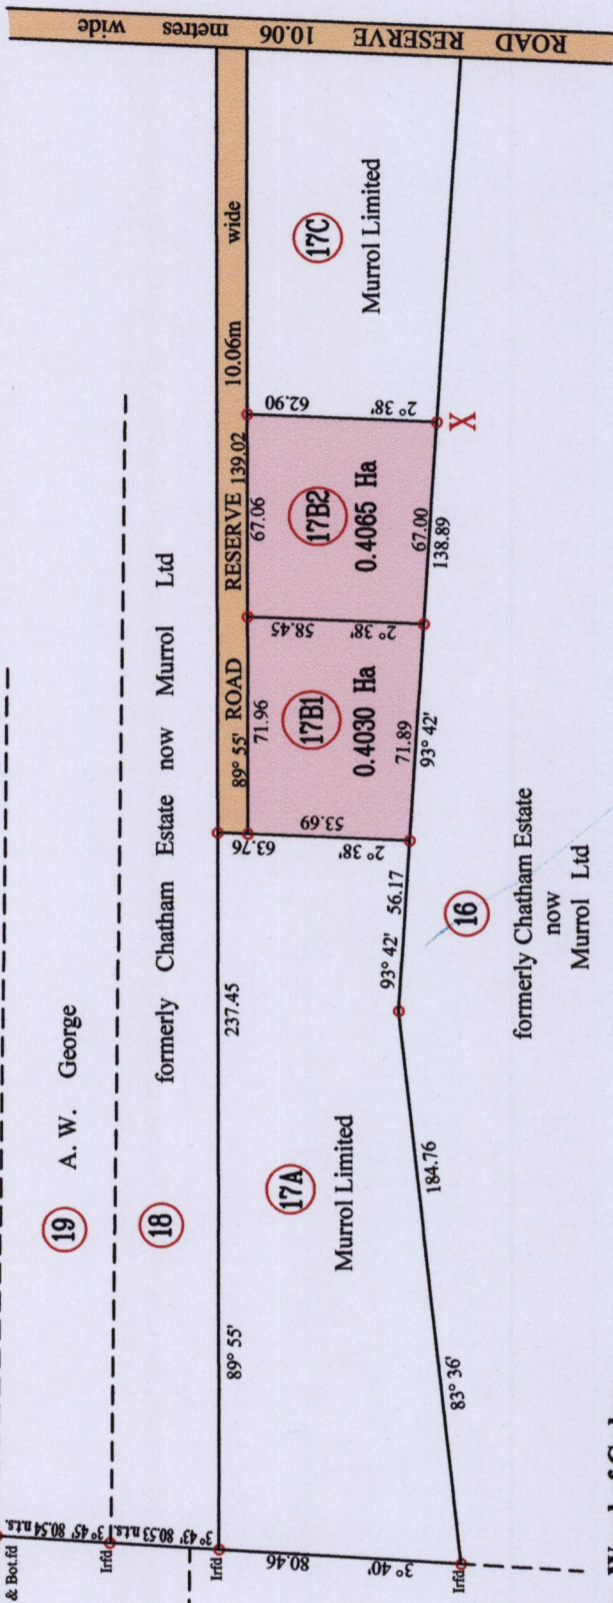 ROAD RESERVE 10.06 metres wide
& Bot.fd
3° 45' 80.54 n.t.s.
19
A. W. George
Irfd
3° 43' 80.53 n.t.s.
18
formerly Chatham Estate now Murrol Ltd
Irfd
89° 55'
237.45
89° 55' ROAD RESERVE 139.02 10.06m wide
71.96
67.06
63.76
53.69
2° 38'
58.45
2° 38'
62.90
2° 38'
17A
Murrol Limited
17B1
0.4030 Ha
17B2
0.4065 Ha
17C
Murrol Limited
80.46
3° 40'
Irfd
83° 36'
184.76
93° 42'
56.17
71.89
93° 42'
67.00
138.89
X
16
formerly Chatham Estate
now
Murrol Ltd